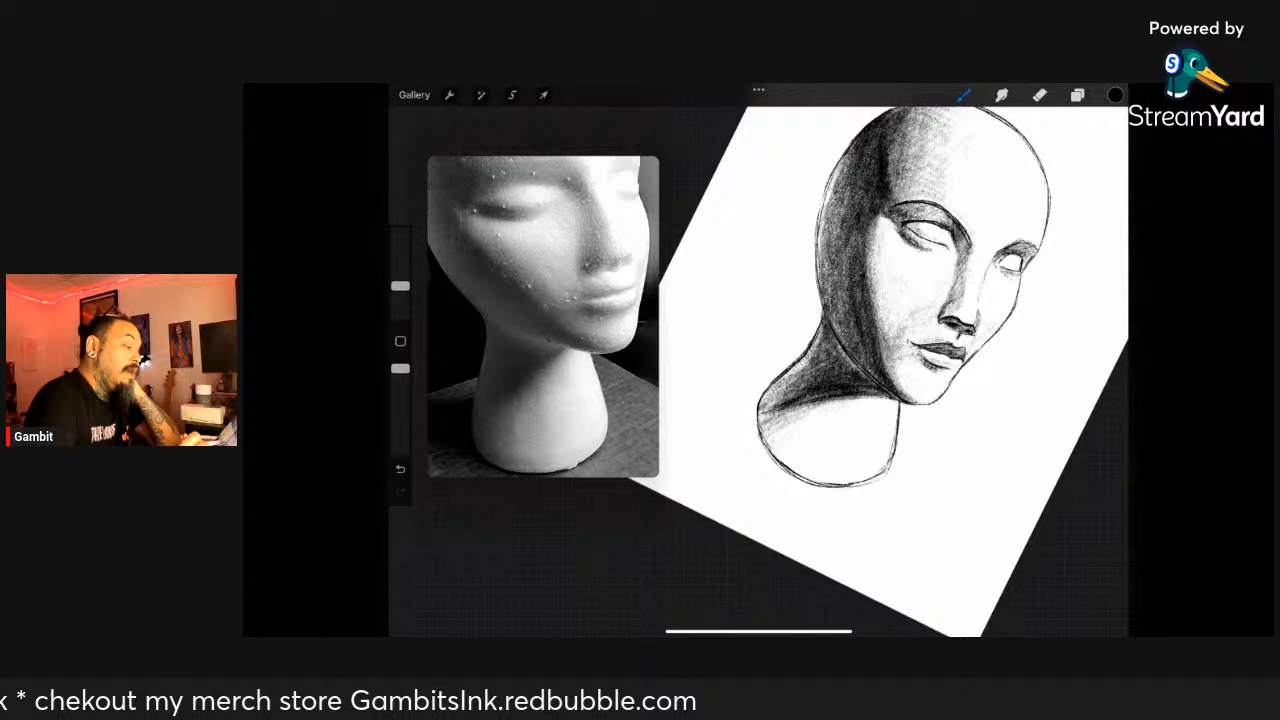 Powered by
StreamYard
Gallery
Gambit
k * chekout my merch store GambitsInk.redbubble.com